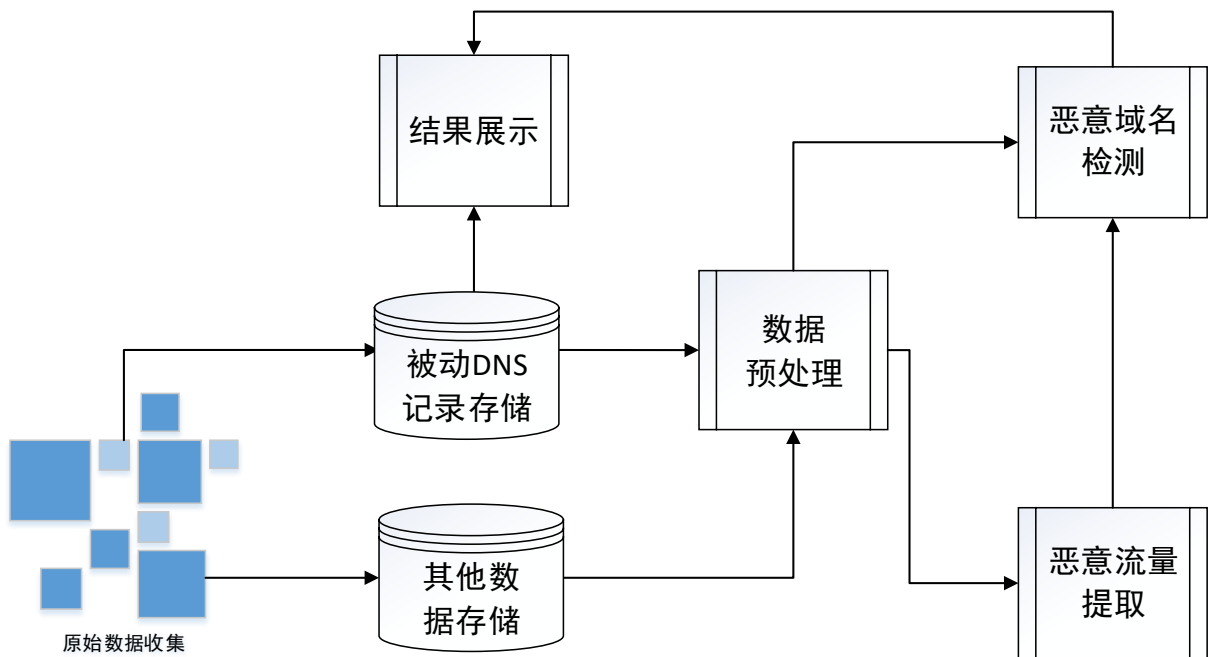 结果展示
恶意域名
检测
数据
预处理
被动DNS
记录存储
其他数
据存储
恶意流量
提取
原始数据收集